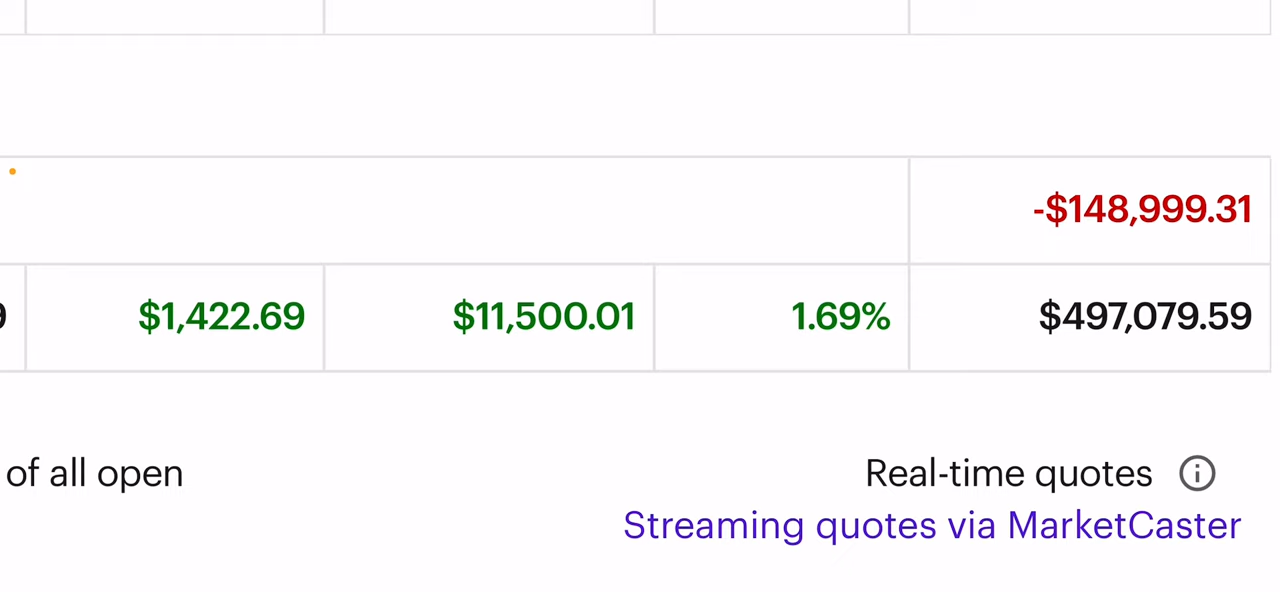 -$148,999.31
$1,422.69 $11,500.01 1.69% $497,079.59
of all open Real-time quotes
Streaming quotes via MarketCaster